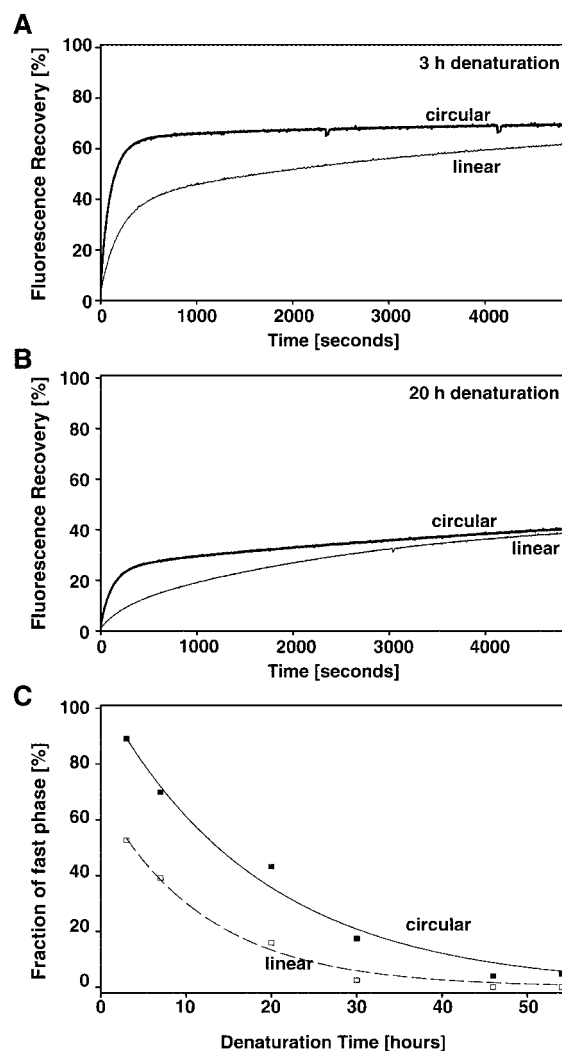 A
Fluorescence Recovery [%]
100
80
60
40
20
0
3 h denaturation
circular
linear
0 1000 2000 3000 4000
Time [seconds]
B
Fluorescence Recovery [%]
100
80
60
40
20
0
20 h denaturation
circular
linear
0 1000 2000 3000 4000
Time [seconds]
C
Fraction of fast phase [%]
100
80
60
40
20
0
circular
linear
0 10 20 30 40 50
Denaturation Time [hours]